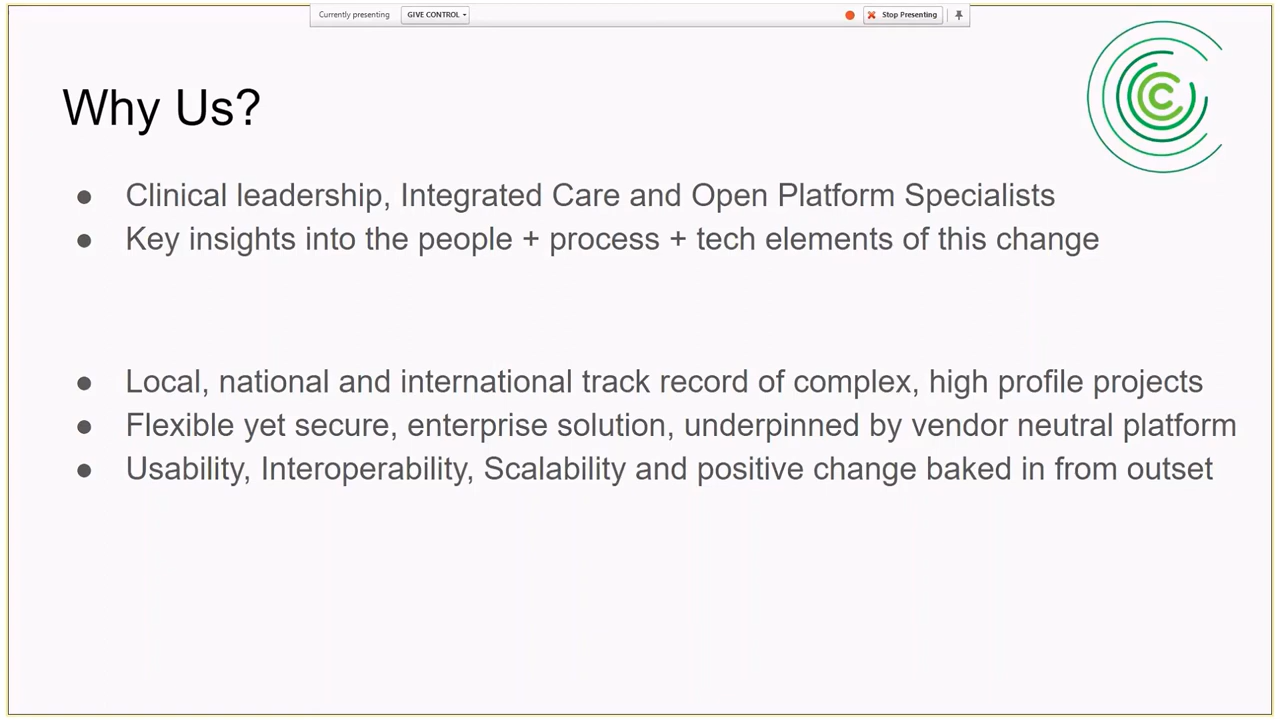 Currently presenting GIVE CONTROL Stop Presenting
Why Us?
● Clinical leadership, Integrated Care and Open Platform Specialists
● Key insights into the people + process + tech elements of this change
● Local, national and international track record of complex, high profile projects
● Flexible yet secure, enterprise solution, underpinned by vendor neutral platform
● Usability, Interoperability, Scalability and positive change baked in from outset